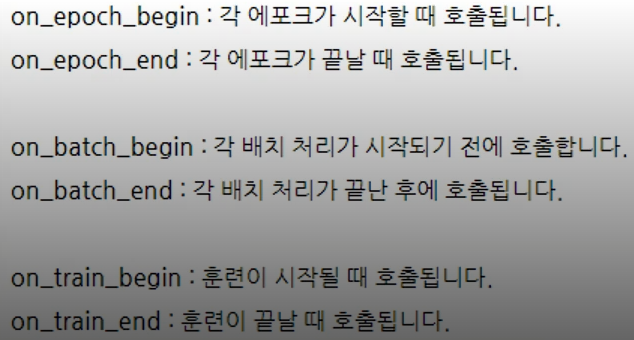 on_epoch_begin : 각 에포크가 시작할 때 호출됩니다.
on_epoch_end : 각 에포크가 끝날 때 호출됩니다.
on_batch_begin : 각 배치 처리가 시작되기 전에 호출합니다.
on_batch_end : 각 배치 처리가 끝난 후에 호출됩니다.
on_train_begin : 훈련이 시작될 때 호출됩니다.
on_train_end : 훈련이 끝날 때 호출됩니다.